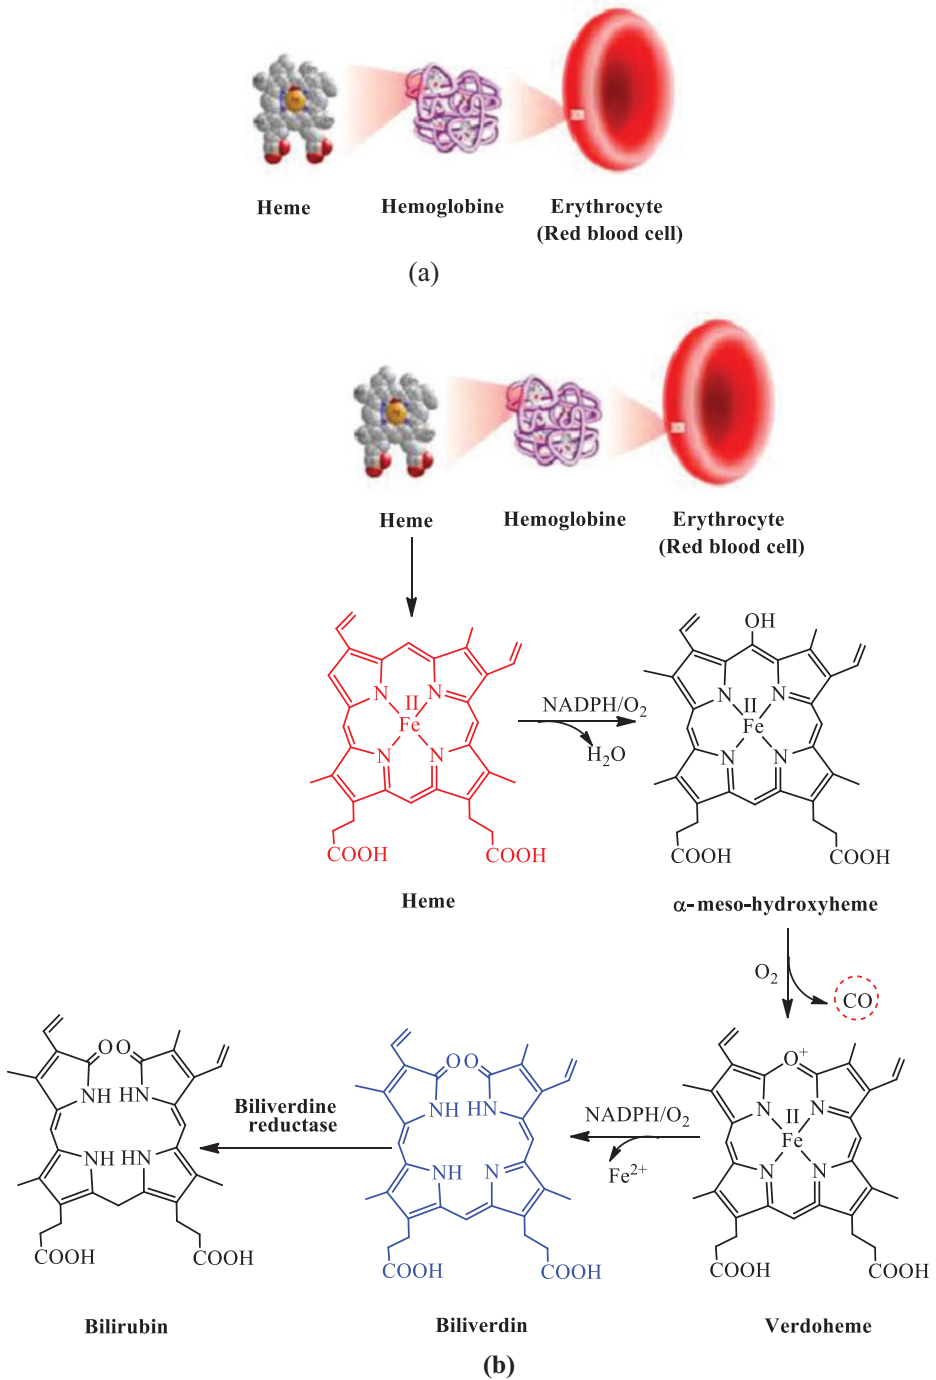 Heme
Hemoglobine
Erythrocyte
(Red blood cell)
(a)
Heme
Hemoglobine
Erythrocyte
(Red blood cell)
N
N
II
Fe
N
N
COOH
COOH
Heme
NADPH/O₂
H₂O
OH
N
N
II
Fe
N
N
COOH
COOH
α-meso-hydroxyheme
O₂
CO
O⁺
N
N
II
Fe
N
N
COOH
COOH
Verdoheme
NADPH/O₂
Fe²⁺
O
O
NH
HN
NH
N
COOH
COOH
Biliverdin
Biliverdine
reductase
O
O
NH
HN
NH
HN
COOH
COOH
Bilirubin
(b)